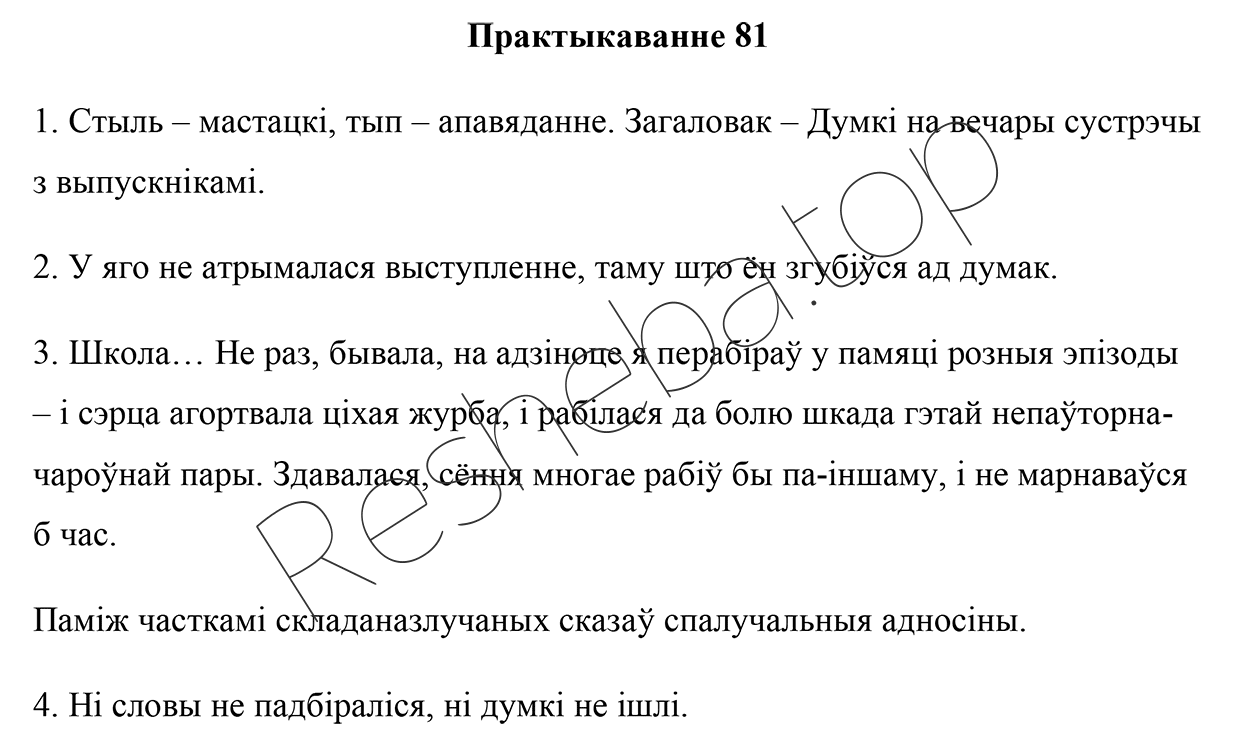 Практыкаванне 81
1. Стыль – мастацкі, тып – апавяданне. Загаловак – Думкі на вечары сустрэчы
з выпускнікамі.
2. У яго не атрымалася выступленне, таму што ён згубіўся ад думак.
3. Школа… Не раз, бывала, на адзіноце я перабіраў у памяці розныя эпізоды
– і сэрца агортвала ціхая журба, і рабілася да болю шкада гэтай непаўторна-
чароўнай пары. Здавалася, сёння многае рабіў бы па-іншаму, і не марнаваўся
б час.
Паміж часткамі складаназлучаных сказаў спалучальныя адносіны.
4. Ні словы не падбіраліся, ні думкі не ішлі.
Resheba.top